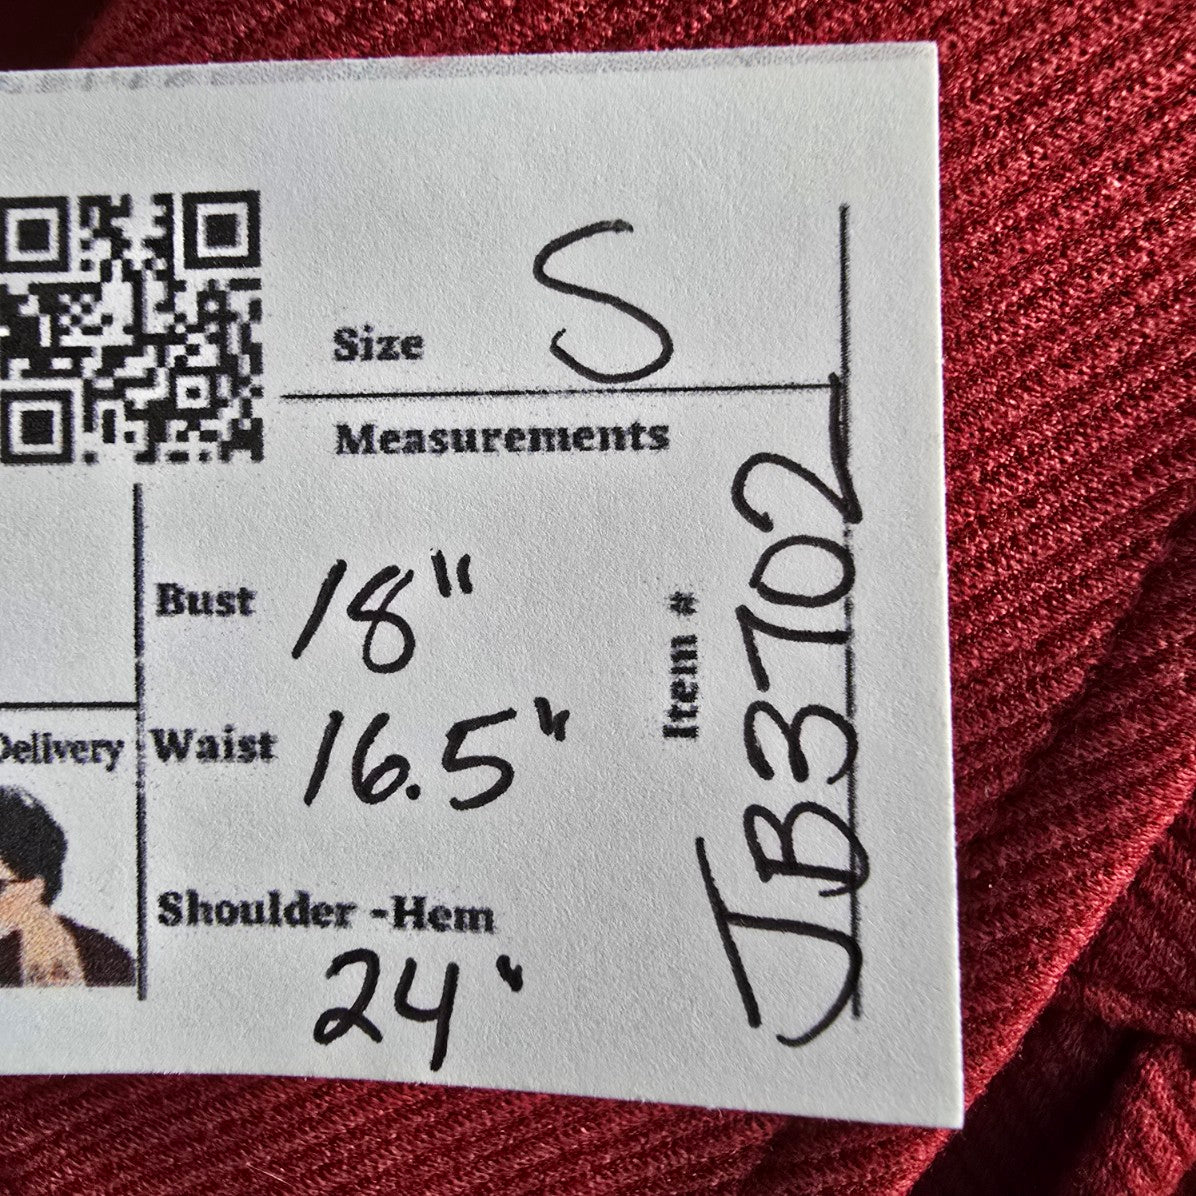 Size S
Measurements
Bust 18"
Waist 16.5"
Shoulder -Hem
24"
Delivery
Item # JB3702